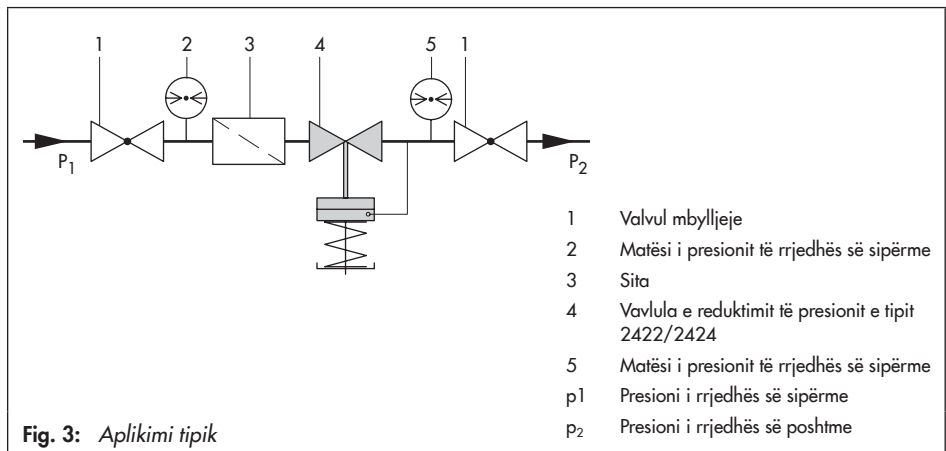 1 2 3 4 5 1
P₁ P₂
1 Valvul mbylljeje
2 Matësi i presionit të rrjedhës së sipërme
3 Sita
4 Vavlula e reduktimit të presionit e tipit
2422/2424
5 Matësi i presionit të rrjedhës së sipërme
p1 Presioni i rrjedhës së sipërme
p₂ Presioni i rrjedhës së poshtme
Fig. 3: Aplikimi tipik